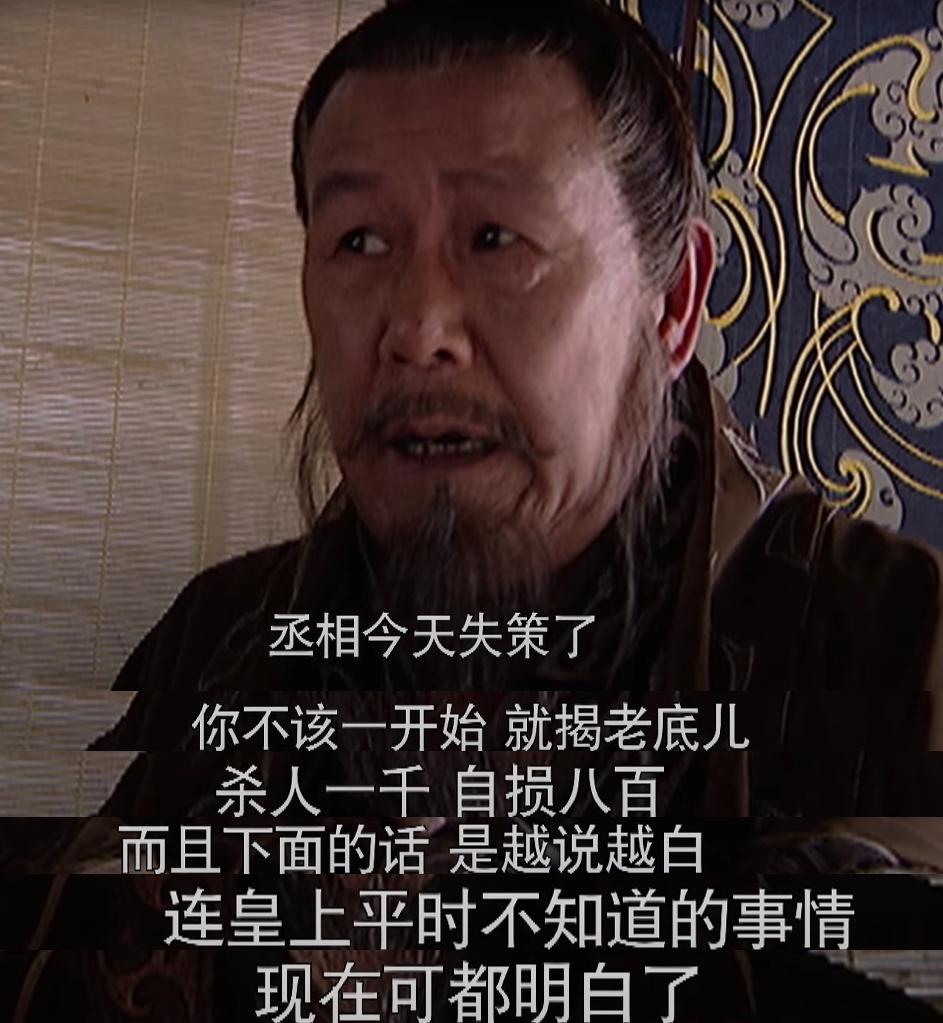 丞相今天失策了
你不该一开始 就揭老底儿
杀人一千 自损八百
而且下面的话 是越说越白
连皇上平时不知道的事情
现在可都明白了